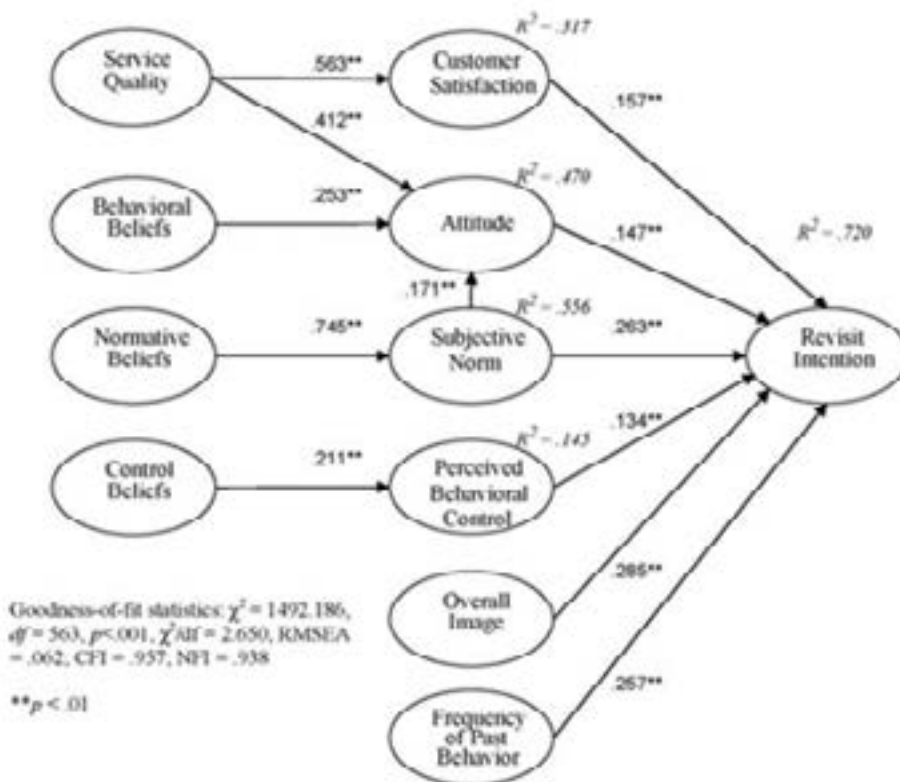 R² = .317
Service
Quality
.563**
Customer
Satisfaction
.157**
.412**
R² = .470
Behavioral
Beliefs
.253**
Attitude
.147**
R² = .720
.171**
R² = .556
Normative
Beliefs
.745**
Subjective
Norm
.263**
Revisit
Intention
R² = .145
.134**
Control
Beliefs
.211**
Perceived
Behavioral
Control
Overall
Image
.285**
Goodness-of-fit statistics: χ² = 1492.186,
df = 563, p<.001, χ²/df = 2.650, RMSEA
= .062, CFI = .957, NFI = .938
**p < .01
Frequency
of Past
Behavior
.257**